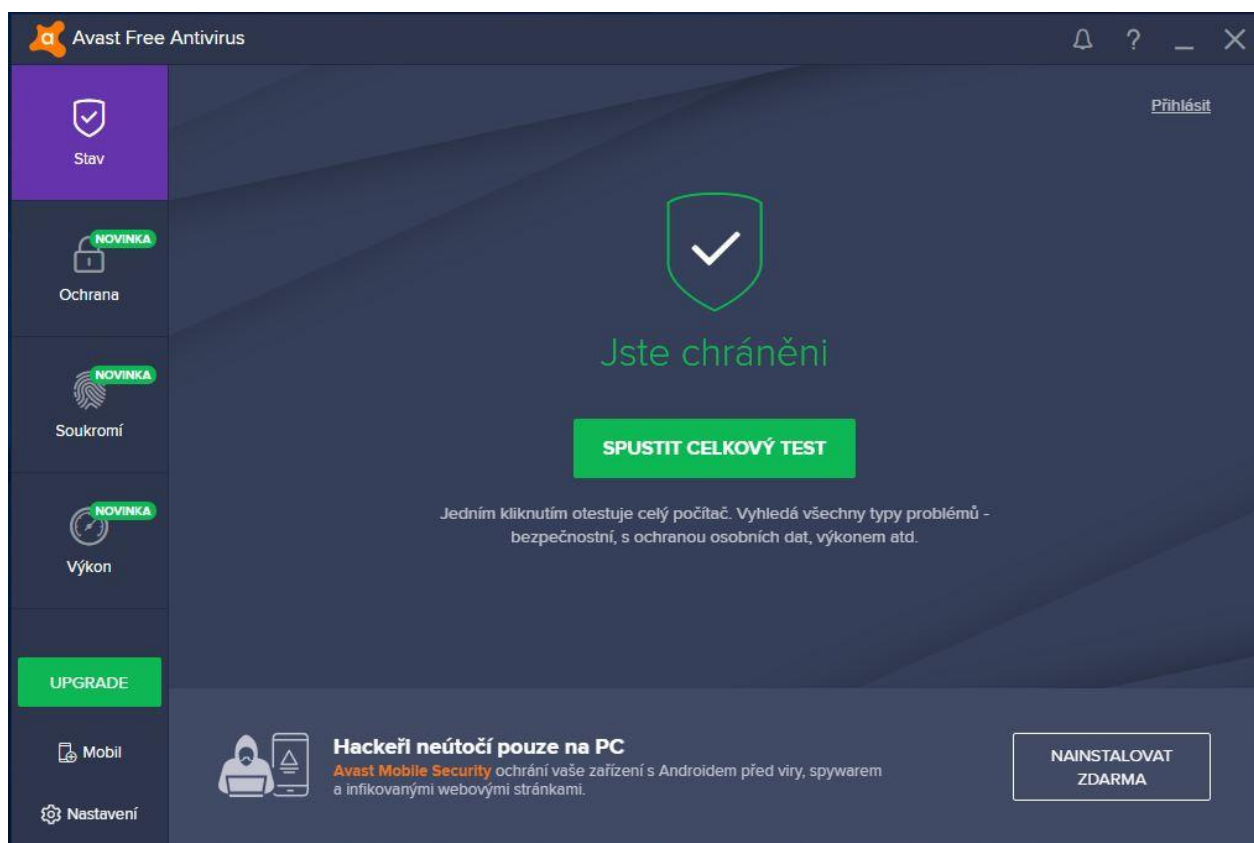 Avast Free Antivirus
?
Přihlásit
Stav
NOVINKA
Ochrana
NOVINKA
Soukromí
NOVINKA
Výkon
UPGRADE
Mobil
Nastavení
Jste chráněni
SPUSTIT CELKOVÝ TEST
Jedním kliknutím otestuje celý počítač. Vyhledá všechny typy problémů -
bezpečnostní, s ochranou osobních dat, výkonem atd.
Hackeři neútočí pouze na PC
Avast Mobile Security ochrání vaše zařízení s Androidem před viry, spywarem
a infikovanými webovými stránkami.
NAINSTALOVAT
ZDARMA